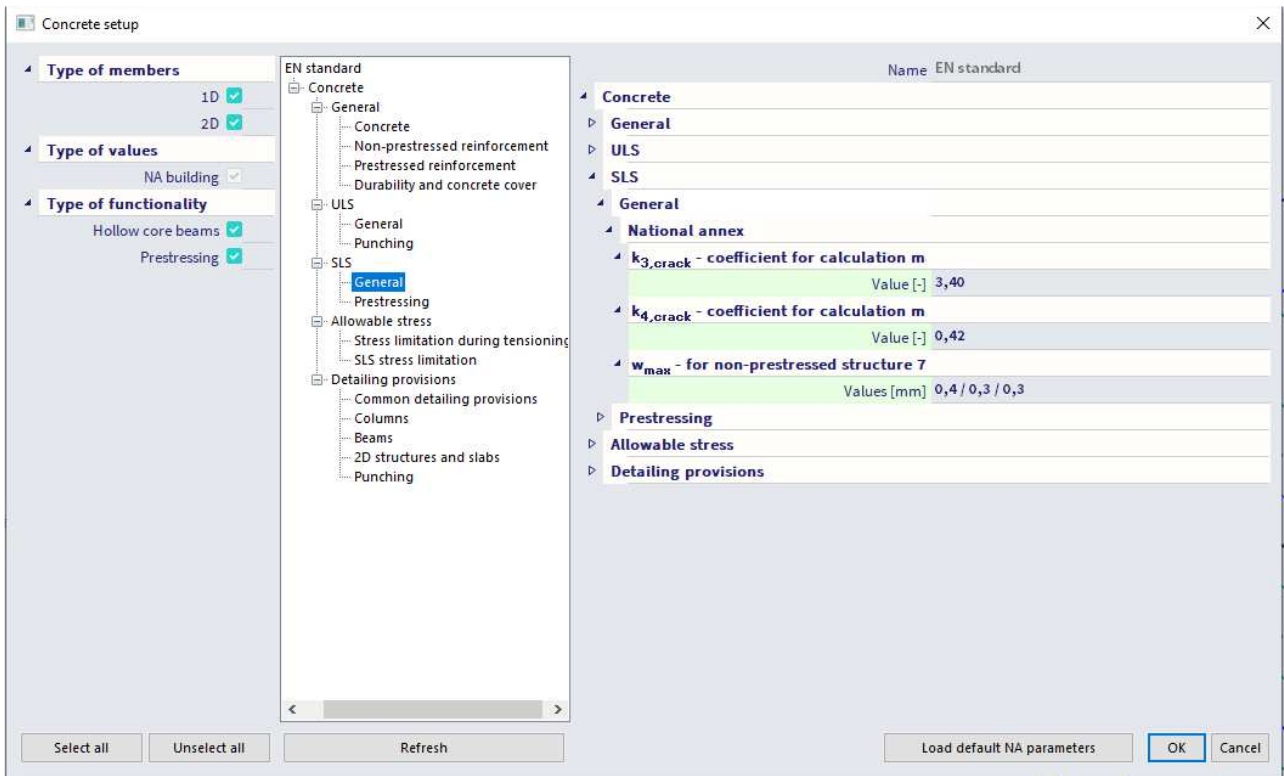 Concrete setup
Type of members
1D
2D
Type of values
NA building
Type of functionality
Hollow core beams
Prestressing
EN standard
Concrete
General
Concrete
Non-prestressed reinforcement
Prestressed reinforcement
Durability and concrete cover
ULS
General
Punching
SLS
General
Prestressing
Allowable stress
Stress limitation during tensioning
SLS stress limitation
Detailing provisions
Common detailing provisions
Columns
Beams
2D structures and slabs
Punching
Name EN standard
Concrete
General
ULS
SLS
General
National annex
k3,crack - coefficient for calculation m
Value [-] 3,40
k4,crack - coefficient for calculation m
Value [-] 0,42
wmax - for non-prestressed structure 7
Values [mm] 0,4 / 0,3 / 0,3
Prestressing
Allowable stress
Detailing provisions
Select all Unselect all Refresh Load default NA parameters OK Cancel